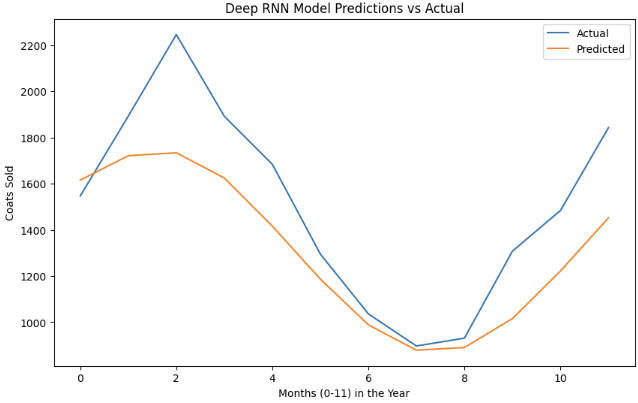 Deep RNN Model Predictions vs Actual
Actual
Predicted
2200
2000
1800
1600
1400
1200
1000
Coats Sold
0 2 4 6 8 10
Months (0-11) in the Year